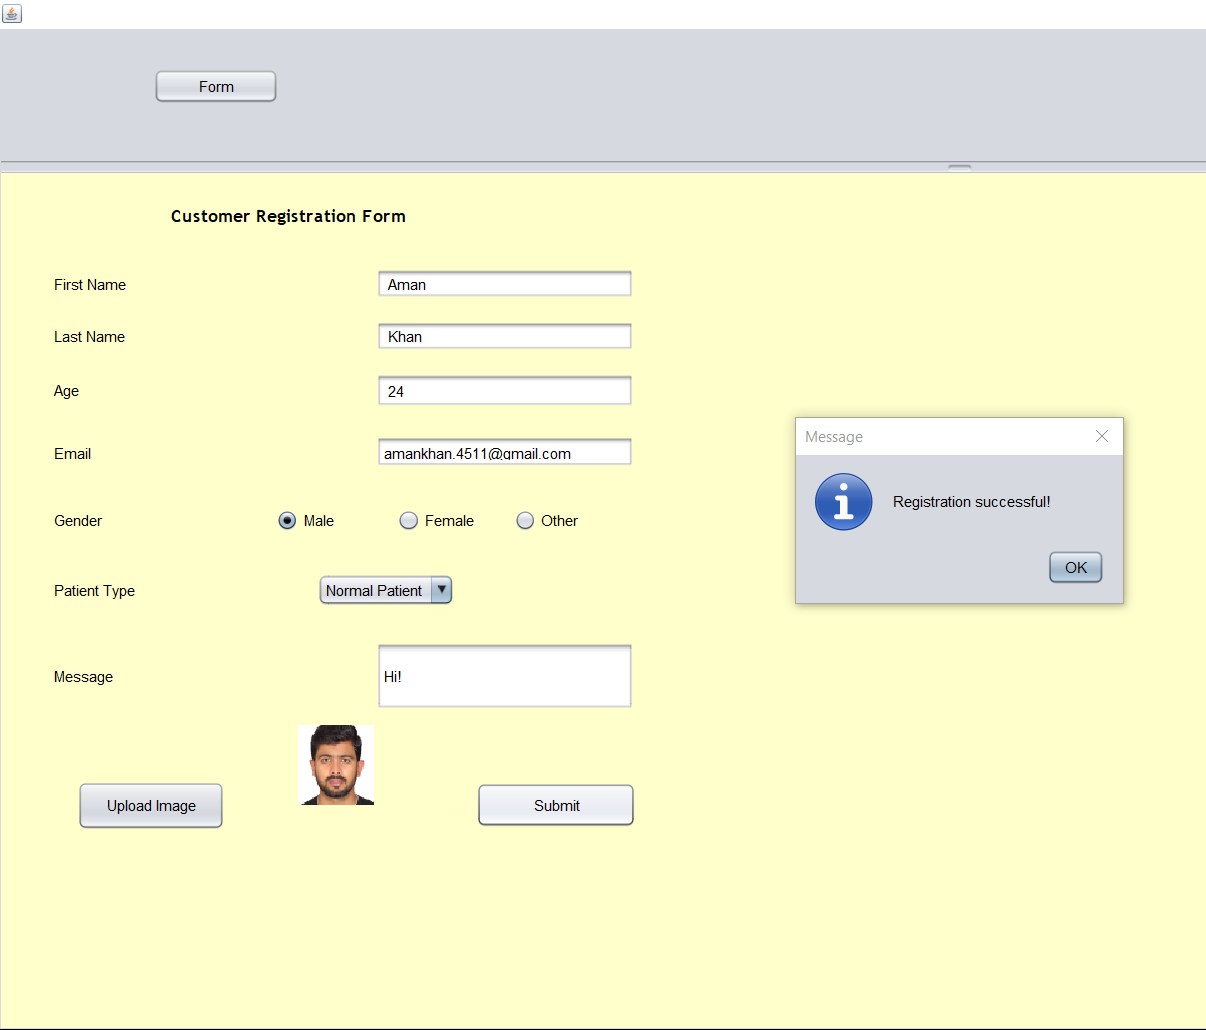 Form
Customer Registration Form
First Name Aman
Last Name Khan
Age 24
Email amankhan.4511@gmail.com
Gender Male Female Other
Patient Type Normal Patient
Message Hi!
Upload Image Submit
Message
Registration successful!
OK